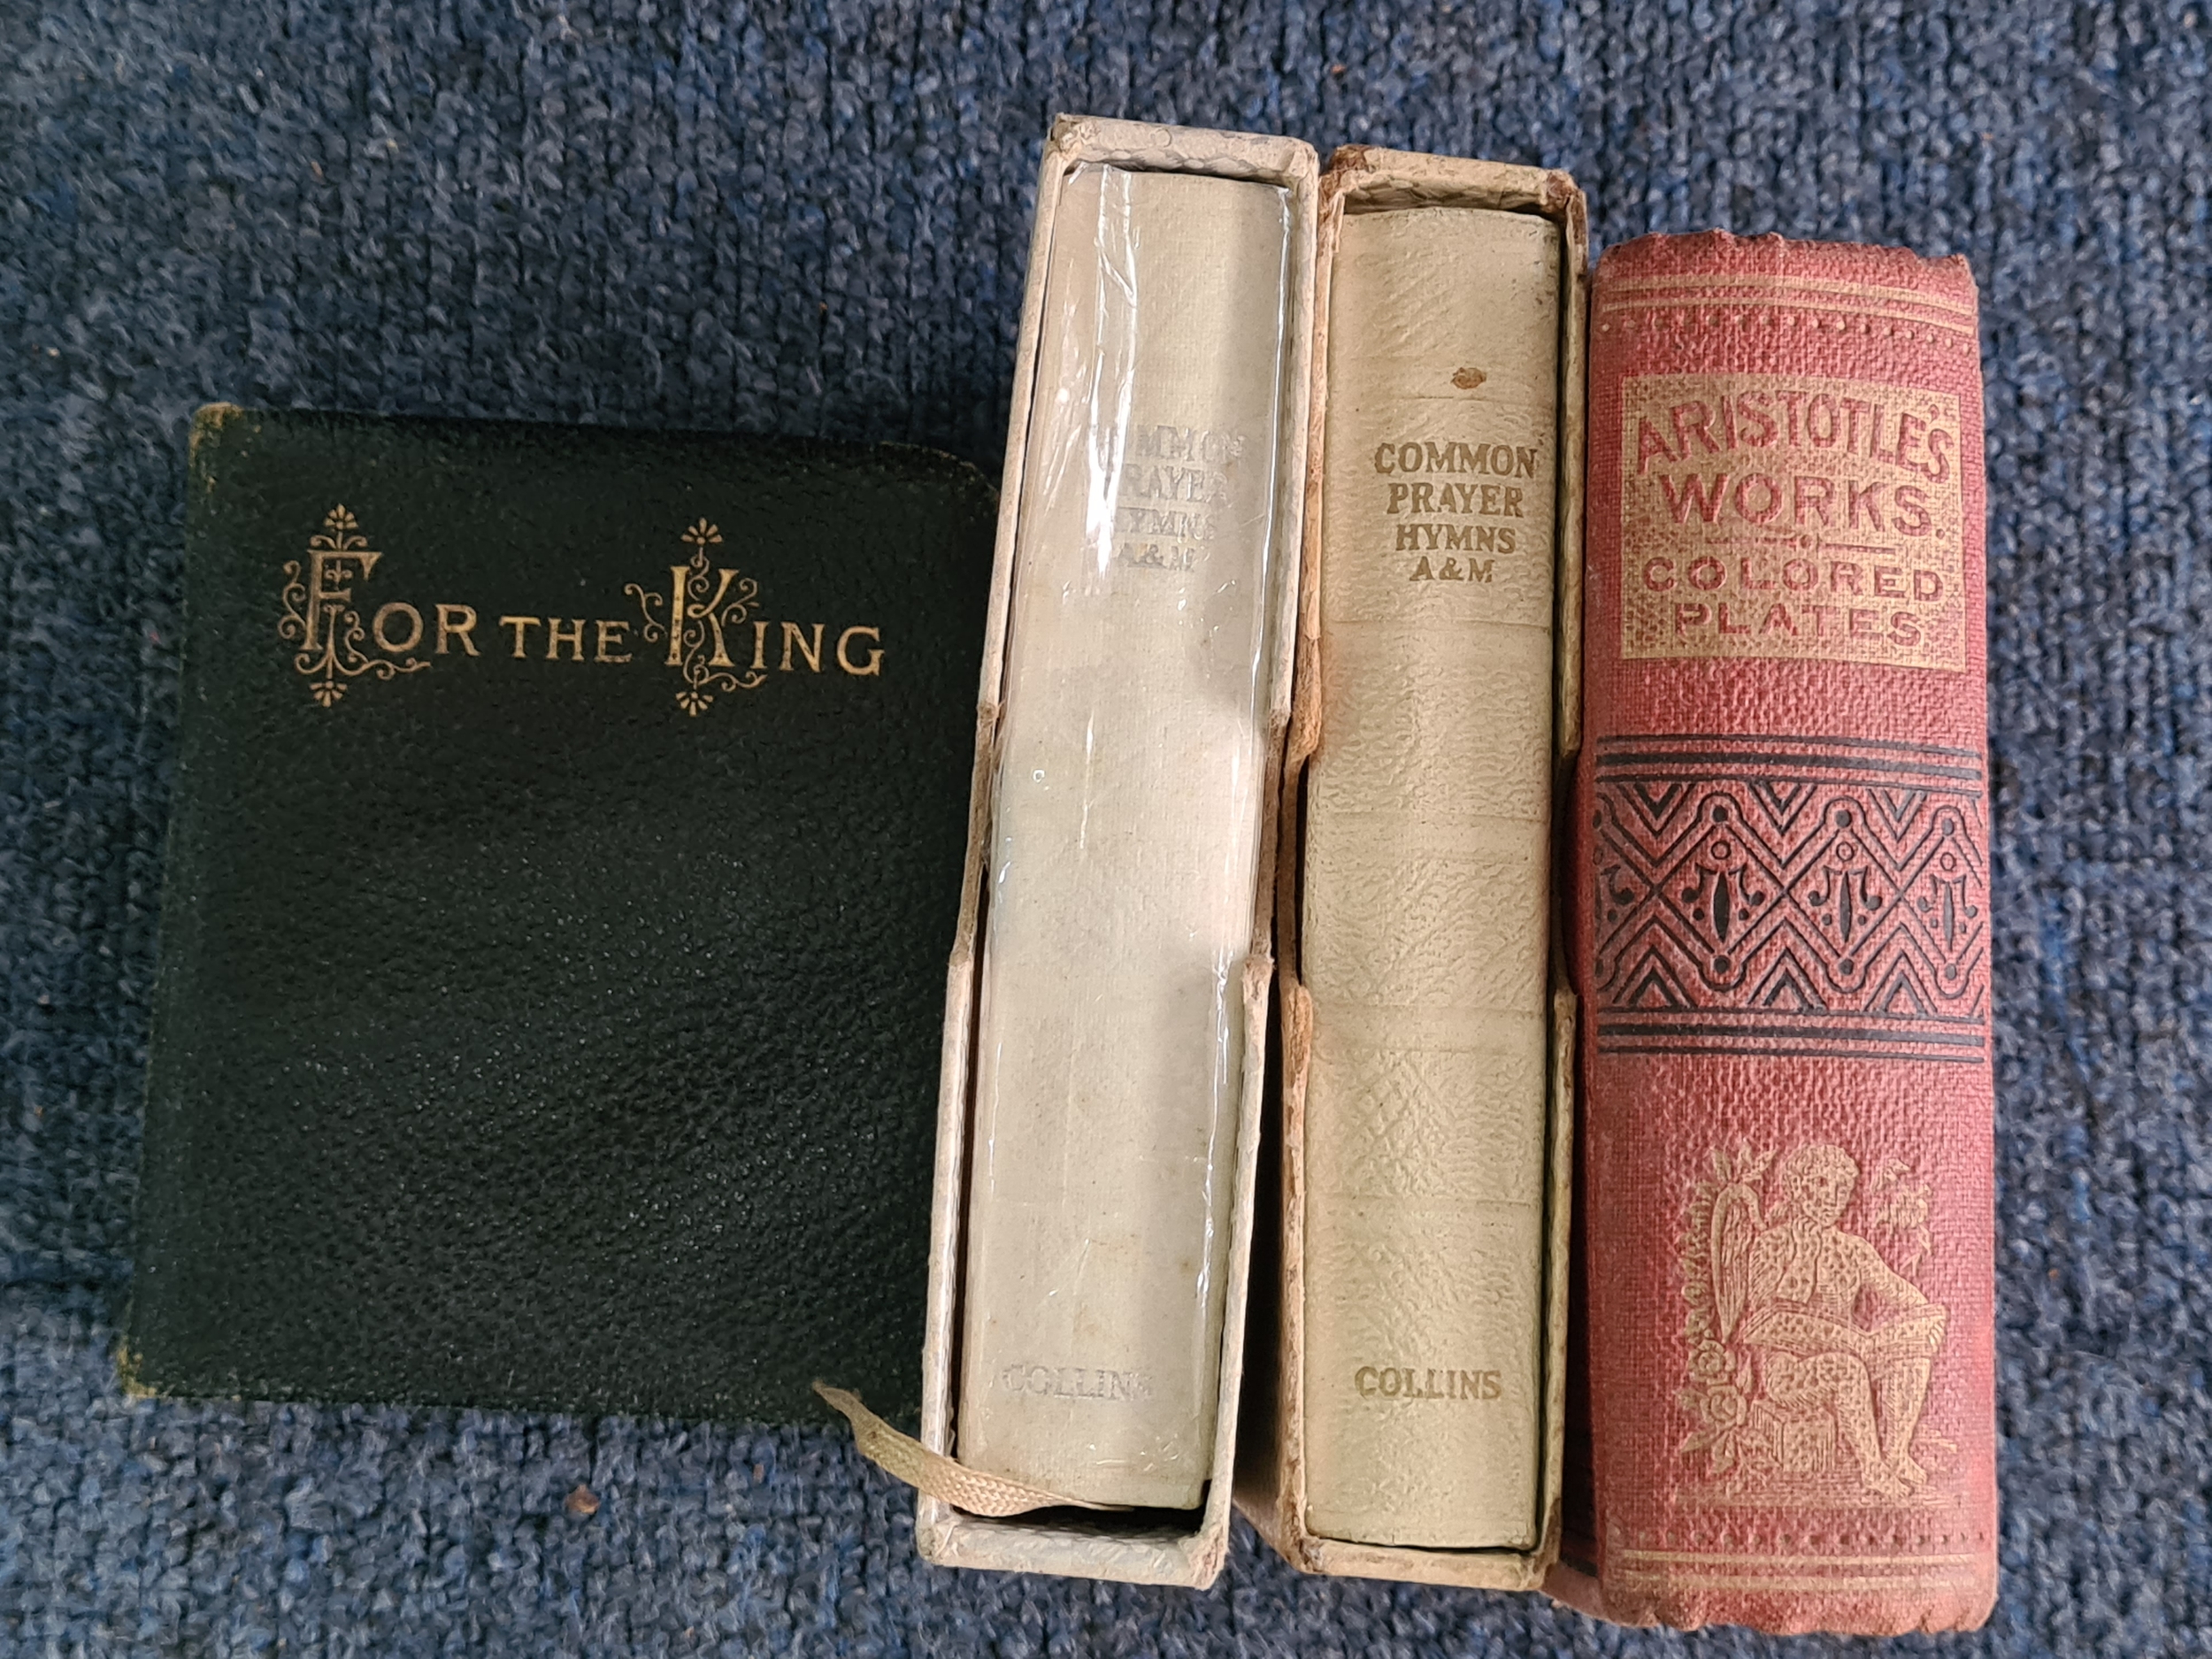 FOR THE KING
COMMON
PRAYER
HYMNS
A&M
COLLINS
COMMON
PRAYER
HYMNS
A&M
COLLINS
ARISTOTLE'S
WORKS.
COLORED
PLATES